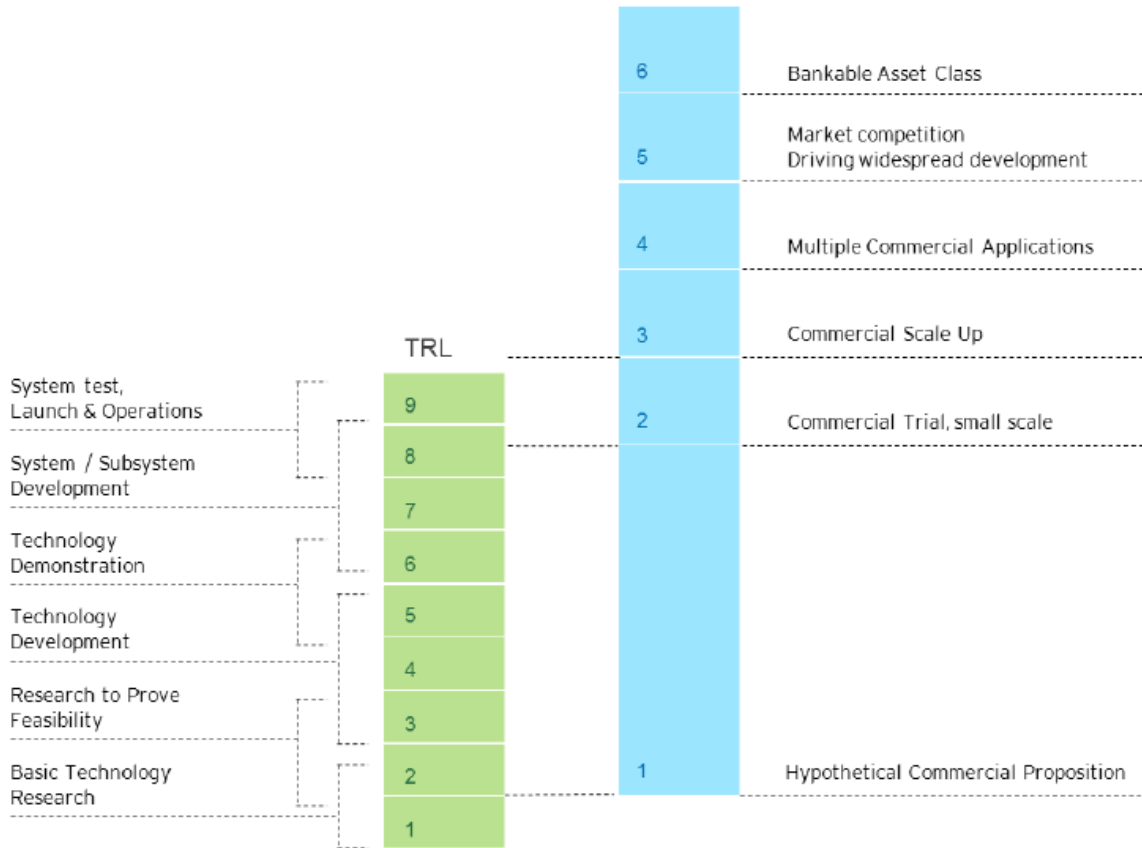 TRL
System test,
Launch & Operations
System / Subsystem
Development
Technology
Demonstration
Technology
Development
Research to Prove
Feasibility
Basic Technology
Research
9
8
7
6
5
4
3
2
1
6
Bankable Asset Class
5
Market competition
Driving widespread development
4
Multiple Commercial Applications
3
Commercial Scale Up
2
Commercial Trial, small scale
1
Hypothetical Commercial Proposition